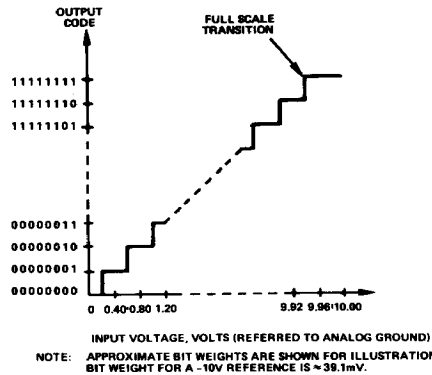 OUTPUT
CODE
FULL SCALE
TRANSITION
11111111
11111110
11111101
00000011
00000010
00000001
00000000
0 0.40 0.80 1.20 9.92 9.96 10.00
INPUT VOLTAGE, VOLTS (REFERRED TO ANALOG GROUND)
NOTE: APPROXIMATE BIT WEIGHTS ARE SHOWN FOR ILLUSTRATION
BIT WEIGHT FOR A -10V REFERENCE IS ≈ 39.1mV.